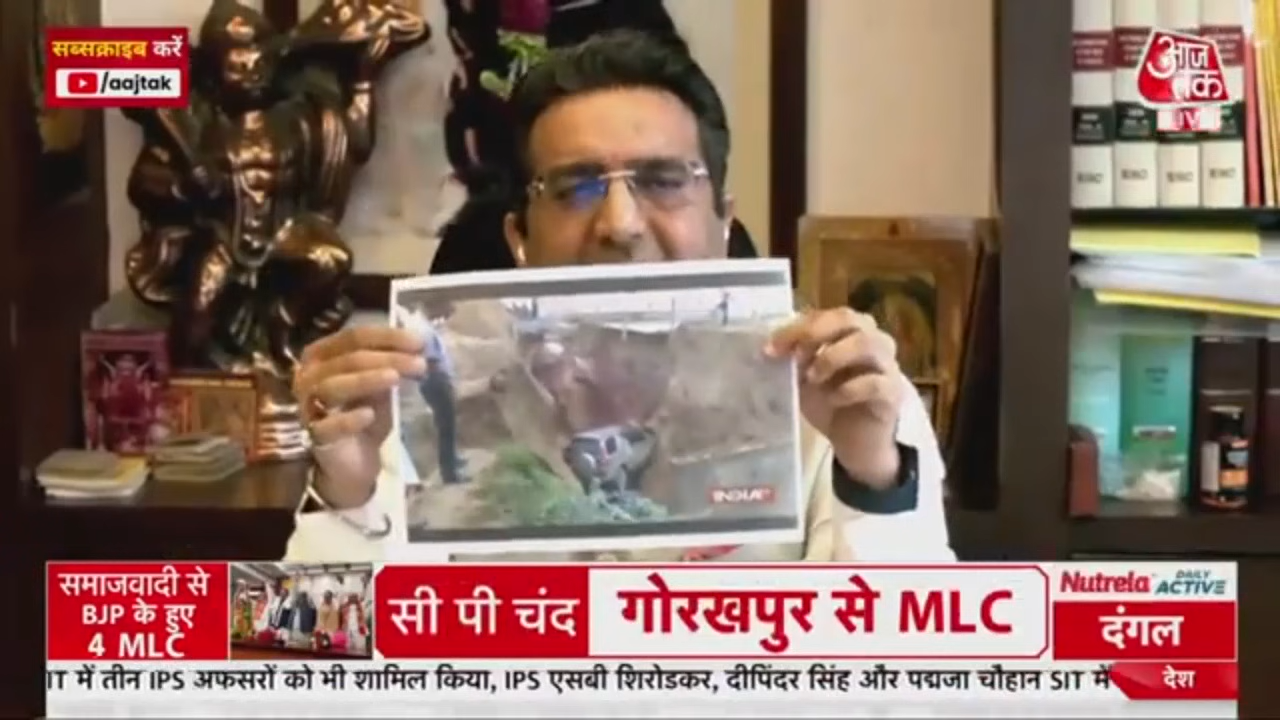 सब्सक्राइब करें
/aajtak
आज
तक
LIVE
INDIA
समाजवादी से
BJP के हुए
4 MLC
सी पी चंद
गोरखपुर से MLC
Nutrela DAILY ACTIVE
दंगल
IT में तीन IPS अफसरों को भी शामिल किया, IPS एसबी शिरोडकर, दीपिंदर सिंह और पद्मजा चौहान SIT में
देश